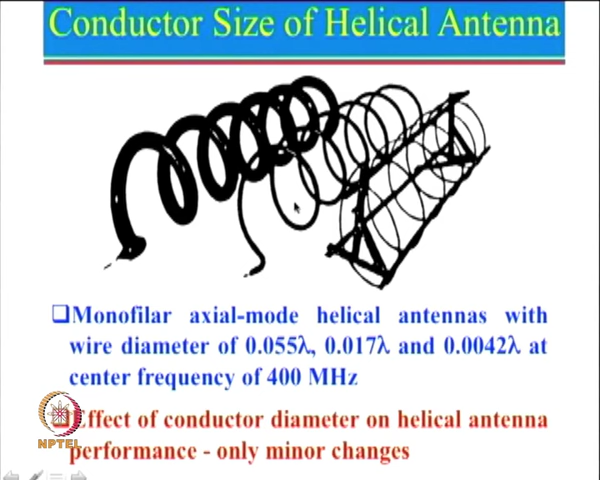 Conductor Size of Helical Antenna
❑Monofilar axial-mode helical antennas with
wire diameter of 0.055λ, 0.017λ and 0.0042λ at
center frequency of 400 MHz
Effect of conductor diameter on helical antenna
performance - only minor changes
NPTEL